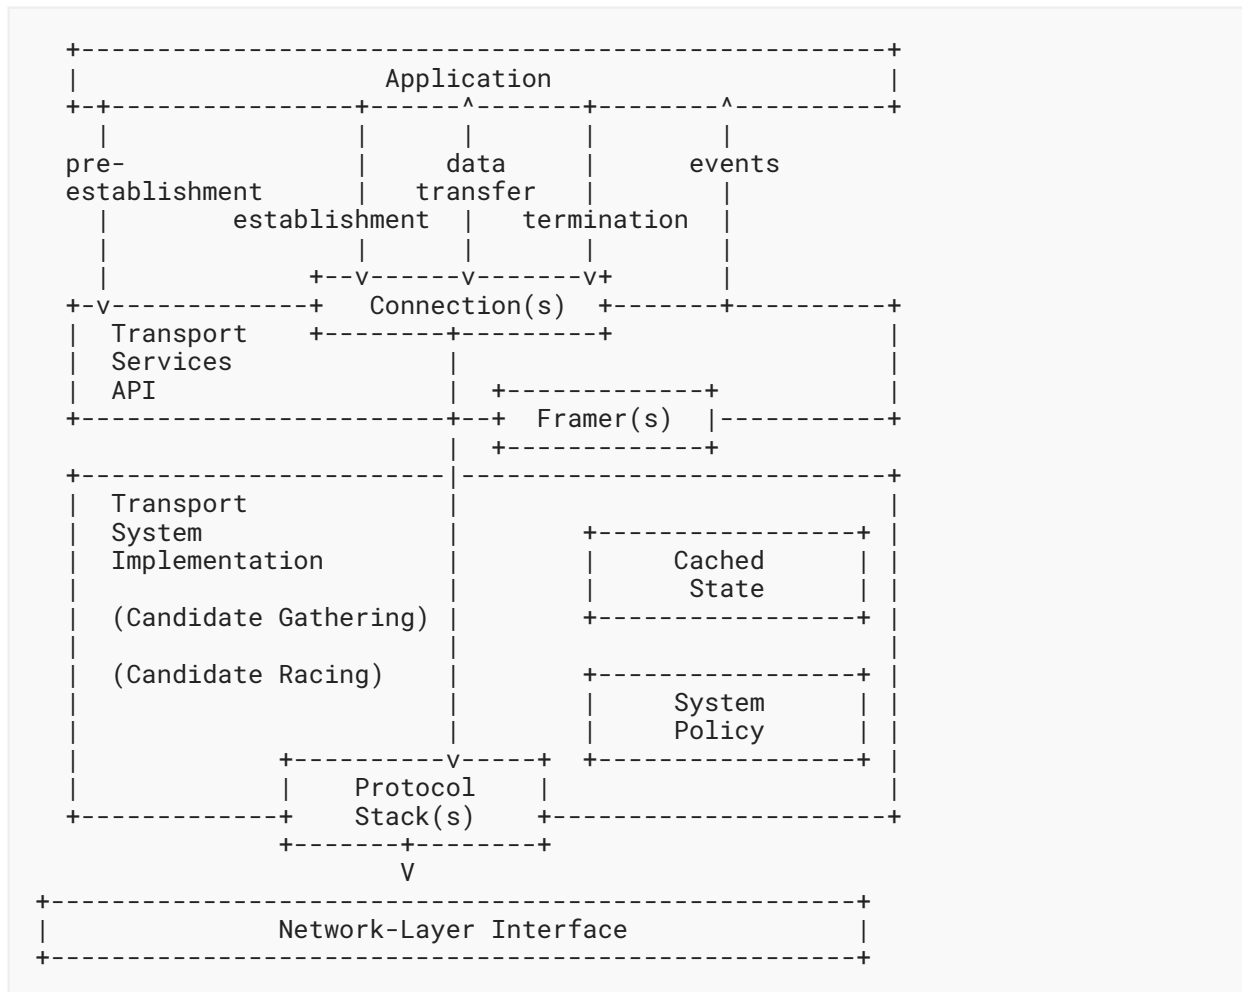 Application
pre-
establishment
data
transfer
events
establishment
termination
Connection(s)
Transport
Services
API
Framer(s)
Transport
System
Implementation
(Candidate Gathering)
(Candidate Racing)
Cached
State
System
Policy
Protocol
Stack(s)
Network-Layer Interface